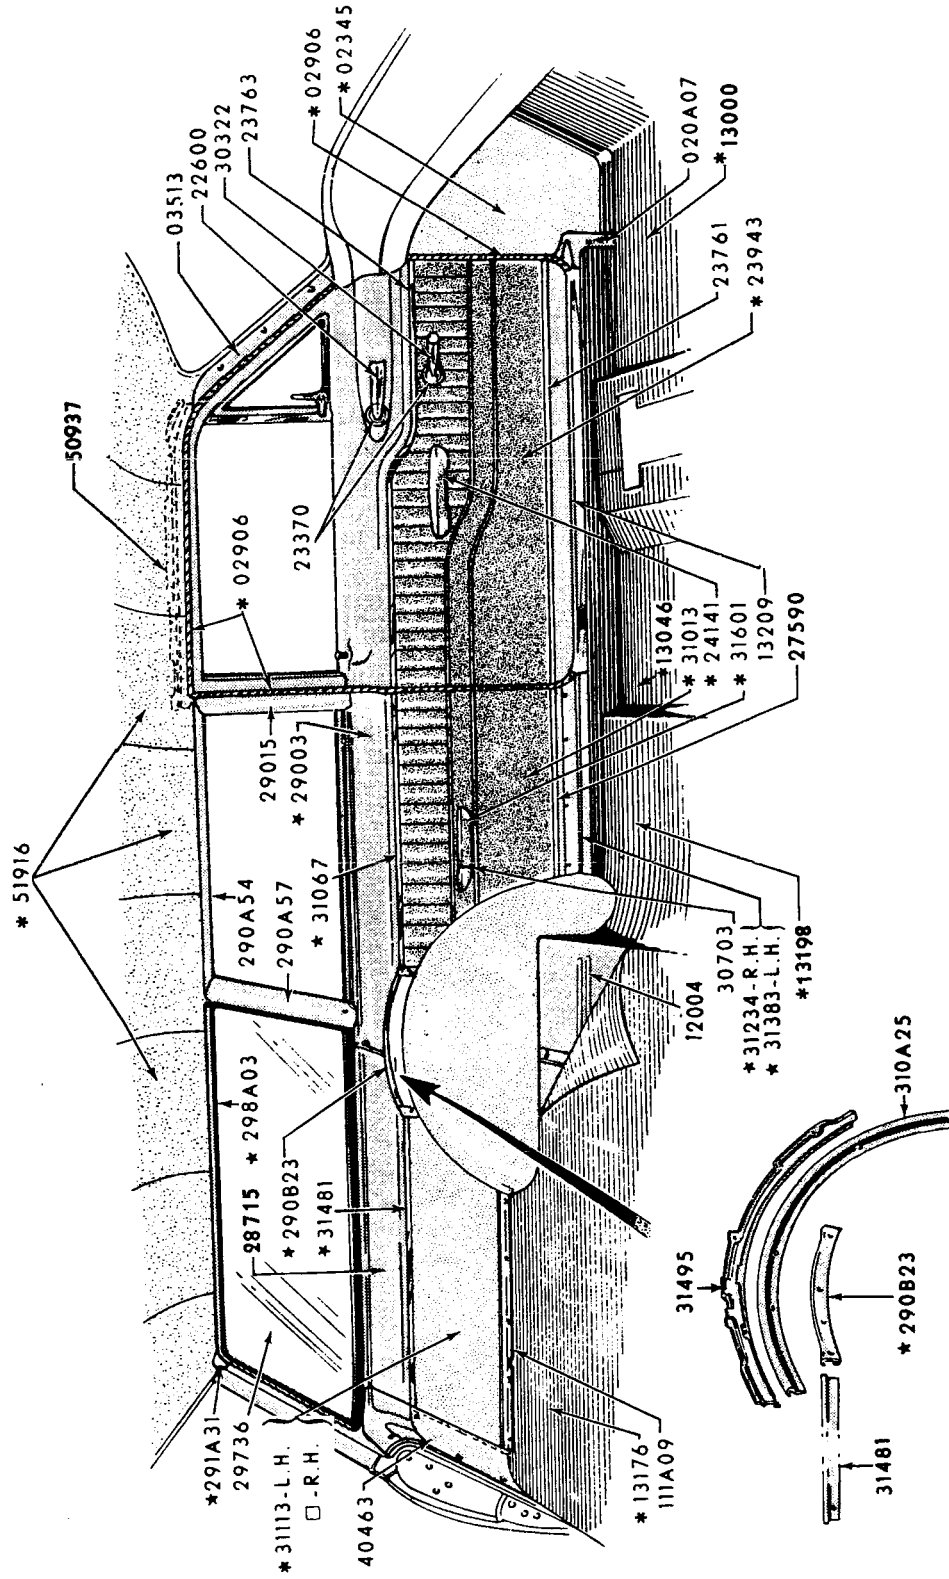 * 51916
50937
03513
22600
30322
23763
* 02906
* 02345
020A07
*13000
23761
* 23943
* 02906
23370
29015
* 29003
290A54
290A57
* 31067
* 298A03
28715
* 290B23
* 31481
*291A31
29736
* 31113-L.H.
□ -R.H.
40463
* 13176
111A09
*13046
* 31013
* 24141
* 31601
13209
27590
12004
30703
*31234-R.H.
* 31383-L.H.
*13198
31495
310A25
* 290B23
31481